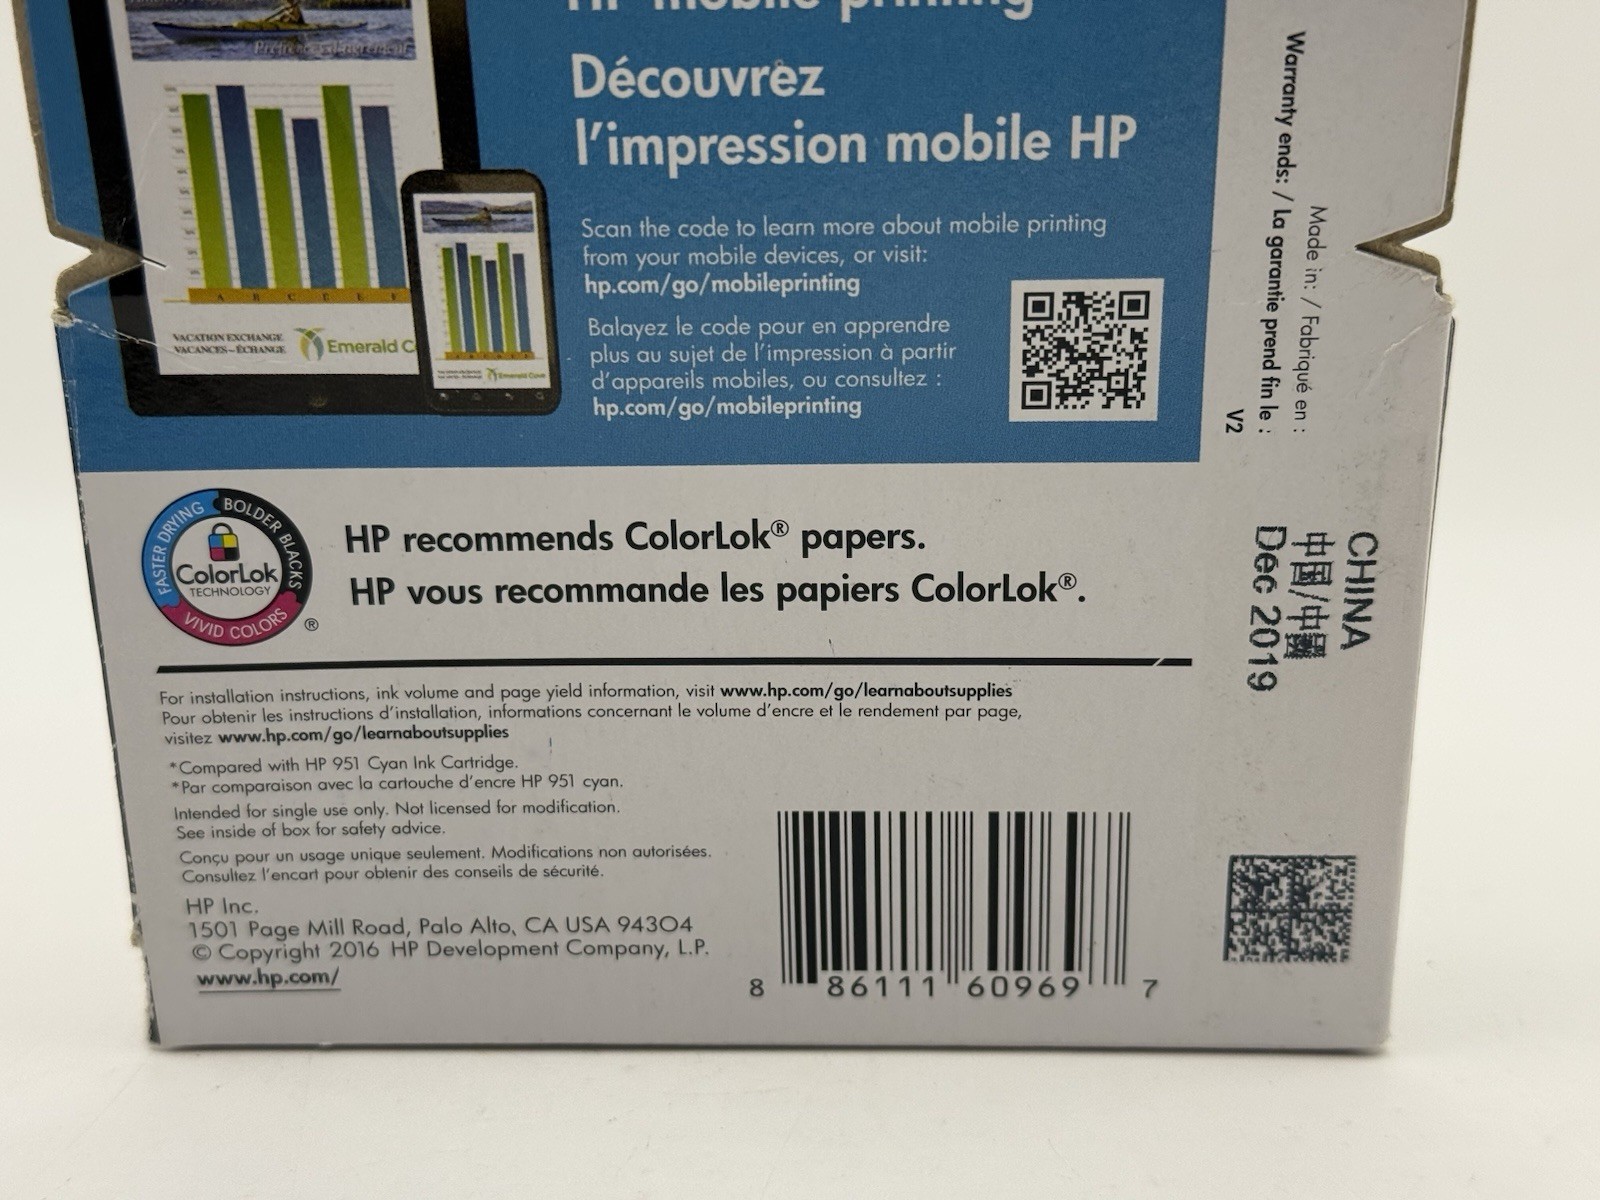 HP mobile printing
Découvrez
l'impression mobile HP
Scan the code to learn more about mobile printing
from your mobile devices, or visit:
hp.com/go/mobileprinting
Balayez le code pour en apprendre
plus au sujet de l'impression à partir
d'appareils mobiles, ou consultez :
hp.com/go/mobileprinting
A B C D E F
VACATION EXCHANGE
VACANCES–ÉCHANGE
Emerald C
Emerald Cove
Made in: / Fabriqué en :
Warranty ends: / La garantie prend fin le :
V2
CHINA
中国/中國
Dec 2019
FASTER DRYING
BOLDER BLACKS
VIVID COLORS
ColorLok
TECHNOLOGY
®
HP recommends ColorLok® papers.
HP vous recommande les papiers ColorLok®.
For installation instructions, ink volume and page yield information, visit www.hp.com/go/learnaboutsupplies
Pour obtenir les instructions d'installation, informations concernant le volume d'encre et le rendement par page,
visitez www.hp.com/go/learnaboutsupplies
*Compared with HP 951 Cyan Ink Cartridge.
*Par comparaison avec la cartouche d'encre HP 951 cyan.
Intended for single use only. Not licensed for modification.
See inside of box for safety advice.
Conçu pour un usage unique seulement. Modifications non autorisées.
Consultez l'encart pour obtenir des conseils de sécurité.
HP Inc.
1501 Page Mill Road, Palo Alto, CA USA 94304
© Copyright 2016 HP Development Company, L.P.
www.hp.com/
8 86111 60969 7